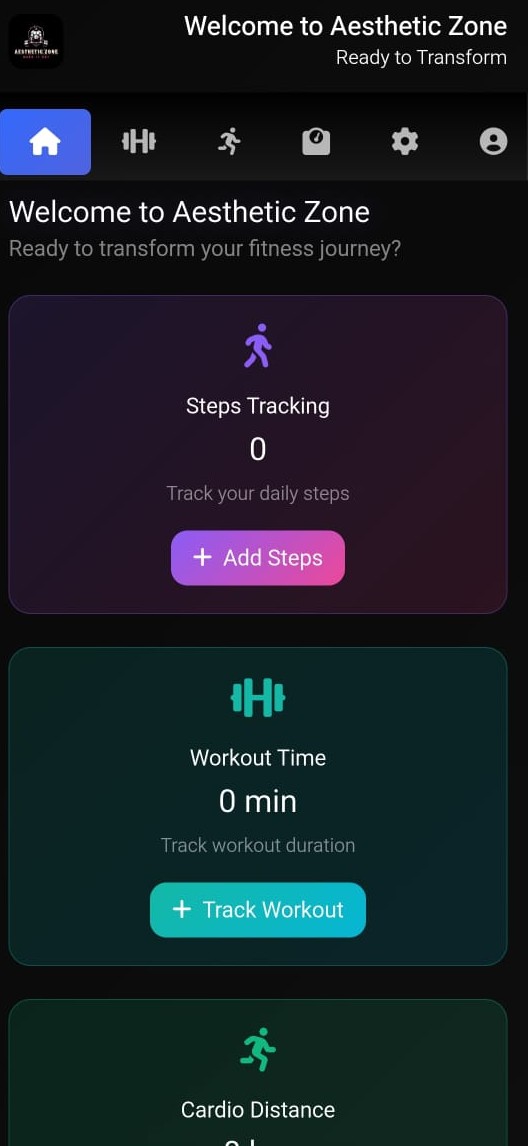 AESTHETIC ZONE
Welcome to Aesthetic Zone
Ready to Transform
Welcome to Aesthetic Zone
Ready to transform your fitness journey?
Steps Tracking
0
Track your daily steps
+ Add Steps
Workout Time
0 min
Track workout duration
+ Track Workout
Cardio Distance